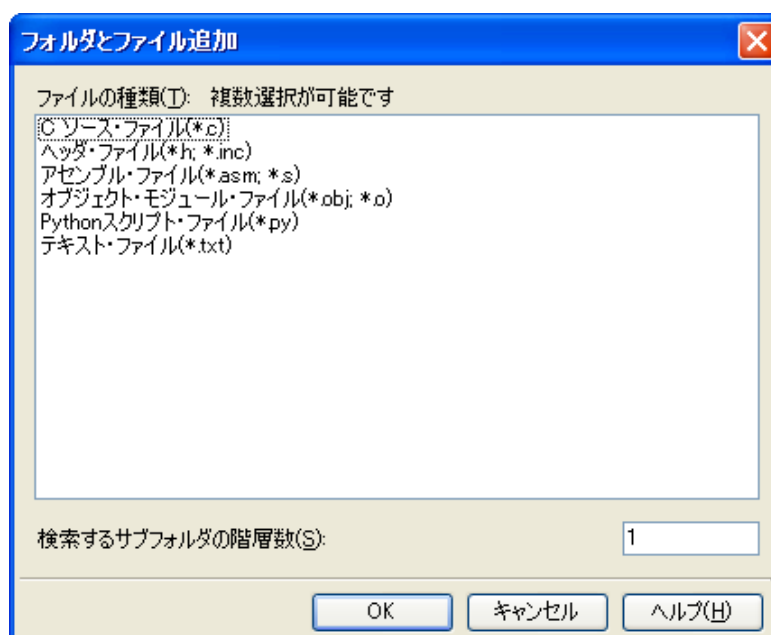 フォルダとファイル追加
ファイルの種類(T): 複数選択が可能です
C ソース・ファイル(*.c)
ヘッダ・ファイル(*.h; *.inc)
アセンブル・ファイル(*.asm; *.s)
オブジェクト・モジュール・ファイル(*.obj; *.o)
Pythonスクリプト・ファイル(*.py)
テキスト・ファイル(*.txt)
検索するサブフォルダの階層数(S): 1
OK キャンセル ヘルプ(H)